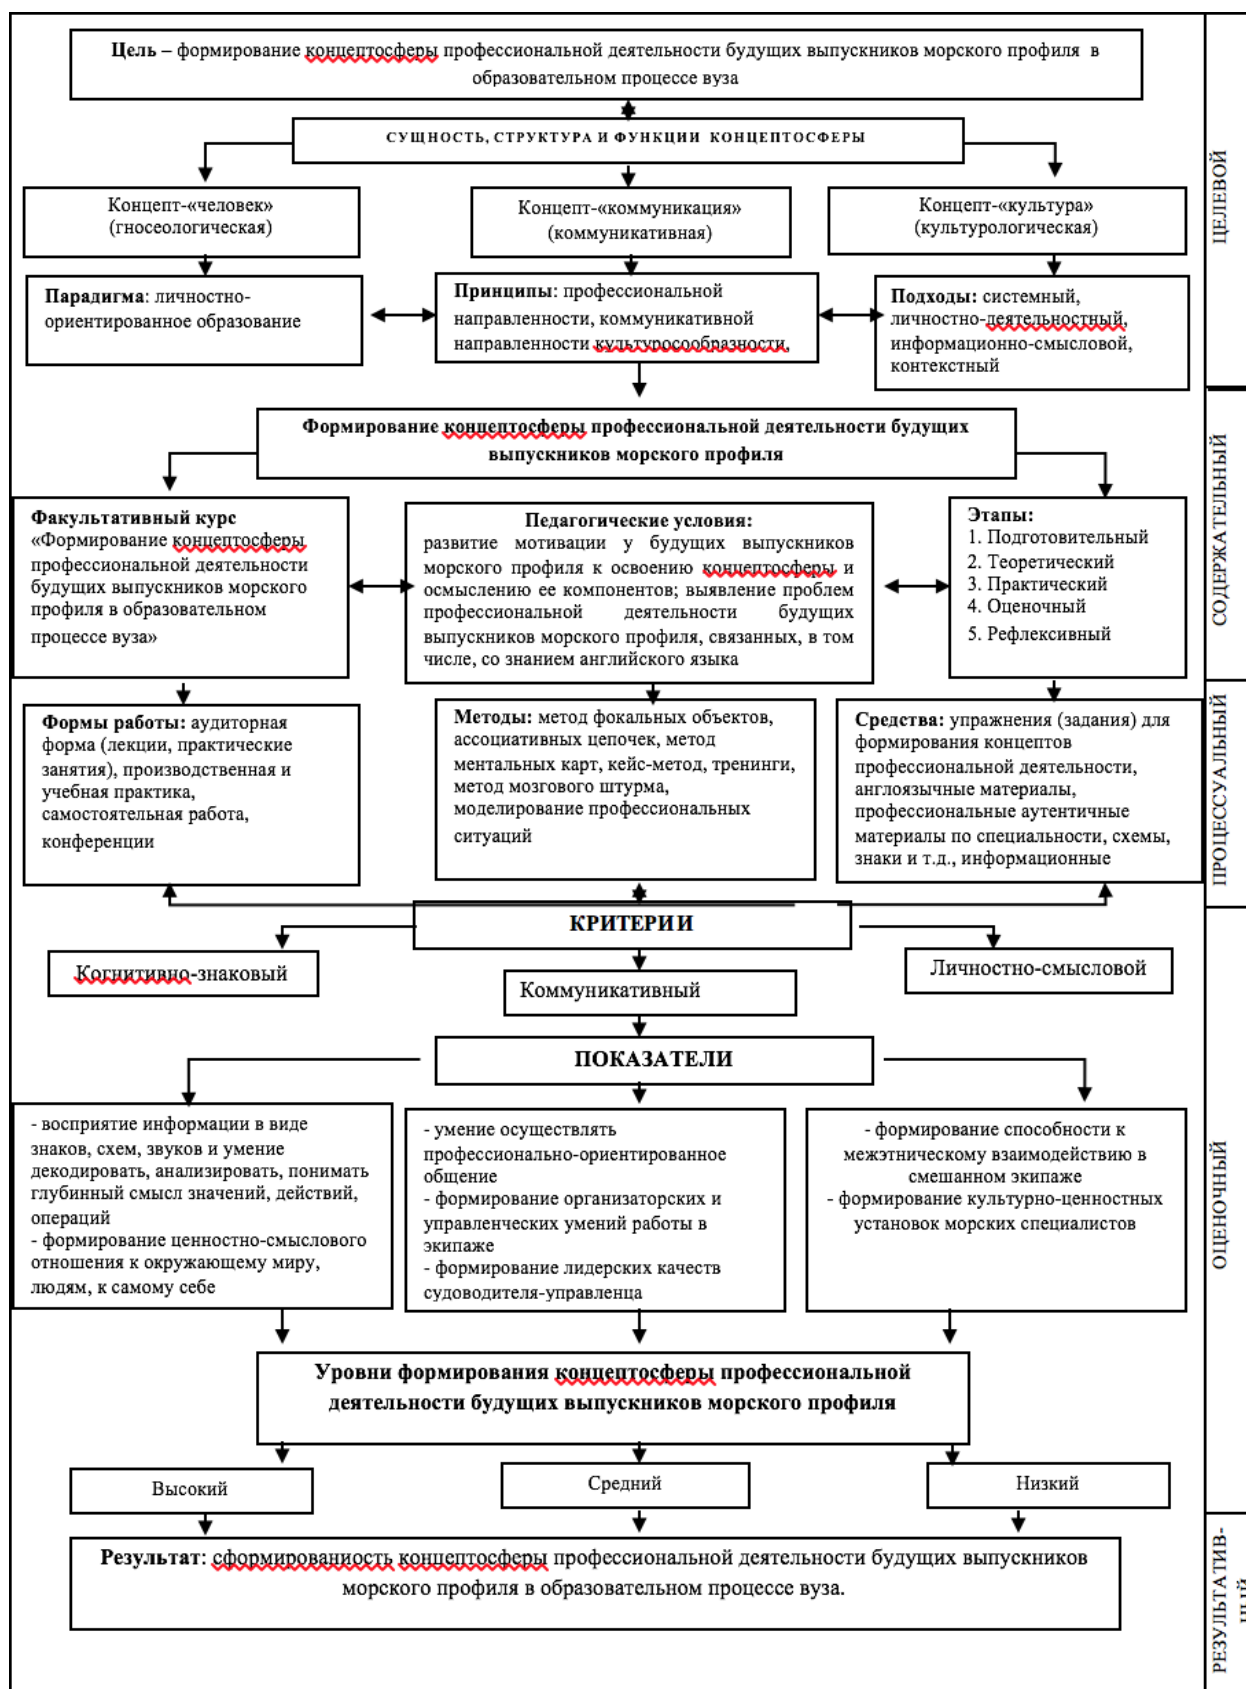 Цель – формирование концептосферы профессиональной деятельности будущих выпускников морского профиля в
образовательном процессе вуза
СУЩНОСТЬ, СТРУКТУРА И ФУНКЦИИ КОНЦЕПТОСФЕРЫ
Концепт-«человек»
(гносеологическая)
Концепт-«коммуникация»
(коммуникативная)
Концепт-«культура»
(культурологическая)
Парадигма: личностно-
ориентированное образование
Принципы: профессиональной
направленности, коммуникативной
направленности культуросообразности,
Подходы: системный,
личностно-деятельностный,
информационно-смысловой,
контекстный
ЦЕЛЕВОЙ
Формирование концептосферы профессиональной деятельности будущих
выпускников морского профиля
Факультативный курс
«Формирование концептосферы
профессиональной деятельности
будущих выпускников морского
профиля в образовательном
процессе вуза»
Педагогические условия:
развитие мотивации у будущих выпускников
морского профиля к освоению концептосферы и
осмыслению ее компонентов; выявление проблем
профессиональной деятельности будущих
выпускников морского профиля, связанных, в том
числе, со знанием английского языка
Этапы:
1. Подготовительный
2. Теоретический
3. Практический
4. Оценочный
5. Рефлексивный
СОДЕРЖАТЕЛЬНЫЙ
Формы работы: аудиторная
форма (лекции, практические
занятия), производственная и
учебная практика,
самостоятельная работа,
конференции
Методы: метод фокальных объектов,
ассоциативных цепочек, метод
ментальных карт, кейс-метод, тренинги,
метод мозгового штурма,
моделирование профессиональных
ситуаций
Средства: упражнения (задания) для
формирования концептов
профессиональной деятельности,
англоязычные материалы,
профессиональные аутентичные
материалы по специальности, схемы,
знаки и т.д., информационные
ПРОЦЕССУАЛЬНЫЙ
КРИТЕРИИ
Когнитивно-знаковый
Коммуникативный
Личностно-смысловой
ПОКАЗАТЕЛИ
- восприятие информации в виде
знаков, схем, звуков и умение
декодировать, анализировать, понимать
глубинный смысл значений, действий,
операций
- формирование ценностно-смыслового
отношения к окружающему миру,
людям, к самому себе
- умение осуществлять
профессионально-ориентированное
общение
- формирование организаторских и
управленческих умений работы в
экипаже
- формирование лидерских качеств
судоводителя-управленца
- формирование способности к
межэтническому взаимодействию в
смешанном экипаже
- формирование культурно-ценностных
установок морских специалистов
ОЦЕНОЧНЫЙ
Уровни формирования концептосферы профессиональной
деятельности будущих выпускников морского профиля
Высокий
Средний
Низкий
Результат: сформированность концептосферы профессиональной деятельности будущих выпускников
морского профиля в образовательном процессе вуза.
РЕЗУЛЬТАТИВ-
НЫЙ